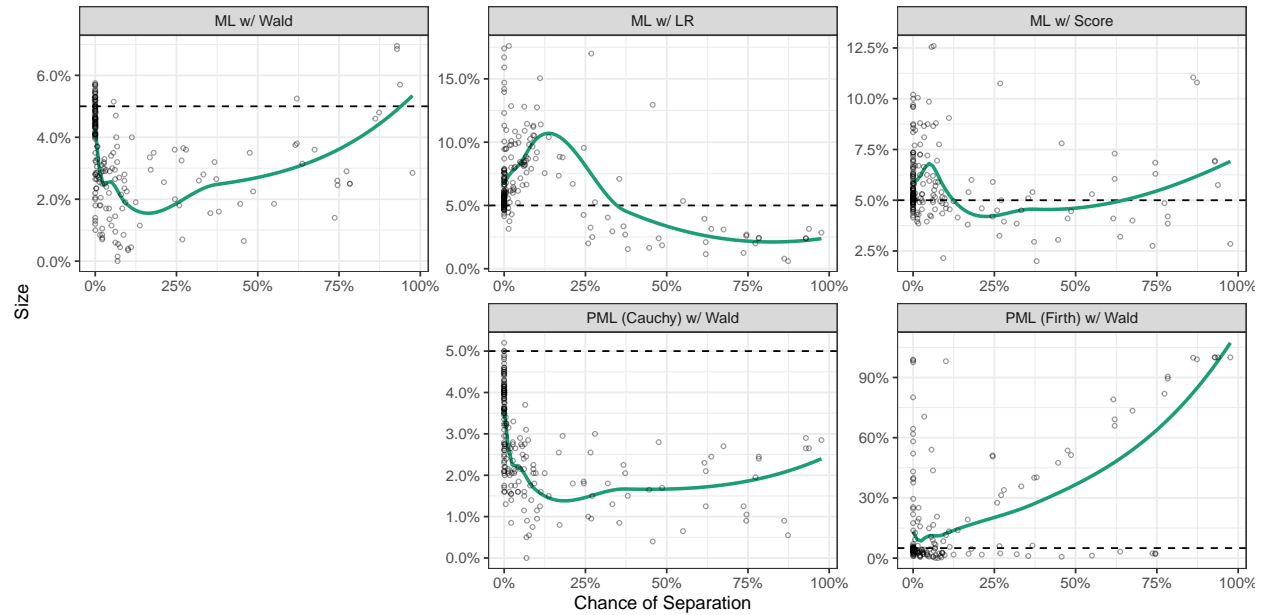 ML w/ Wald
ML w/ LR
ML w/ Score
6.0%
4.0%
2.0%
0.0%
15.0%
10.0%
5.0%
0.0%
12.5%
10.0%
7.5%
5.0%
2.5%
0% 25% 50% 75% 100%
0% 25% 50% 75% 100%
0% 25% 50% 75% 100%
Size
PML (Cauchy) w/ Wald
PML (Firth) w/ Wald
5.0%
4.0%
3.0%
2.0%
1.0%
0.0%
90%
60%
30%
0%
0% 25% 50% 75% 100%
0% 25% 50% 75% 100%
Chance of Separation